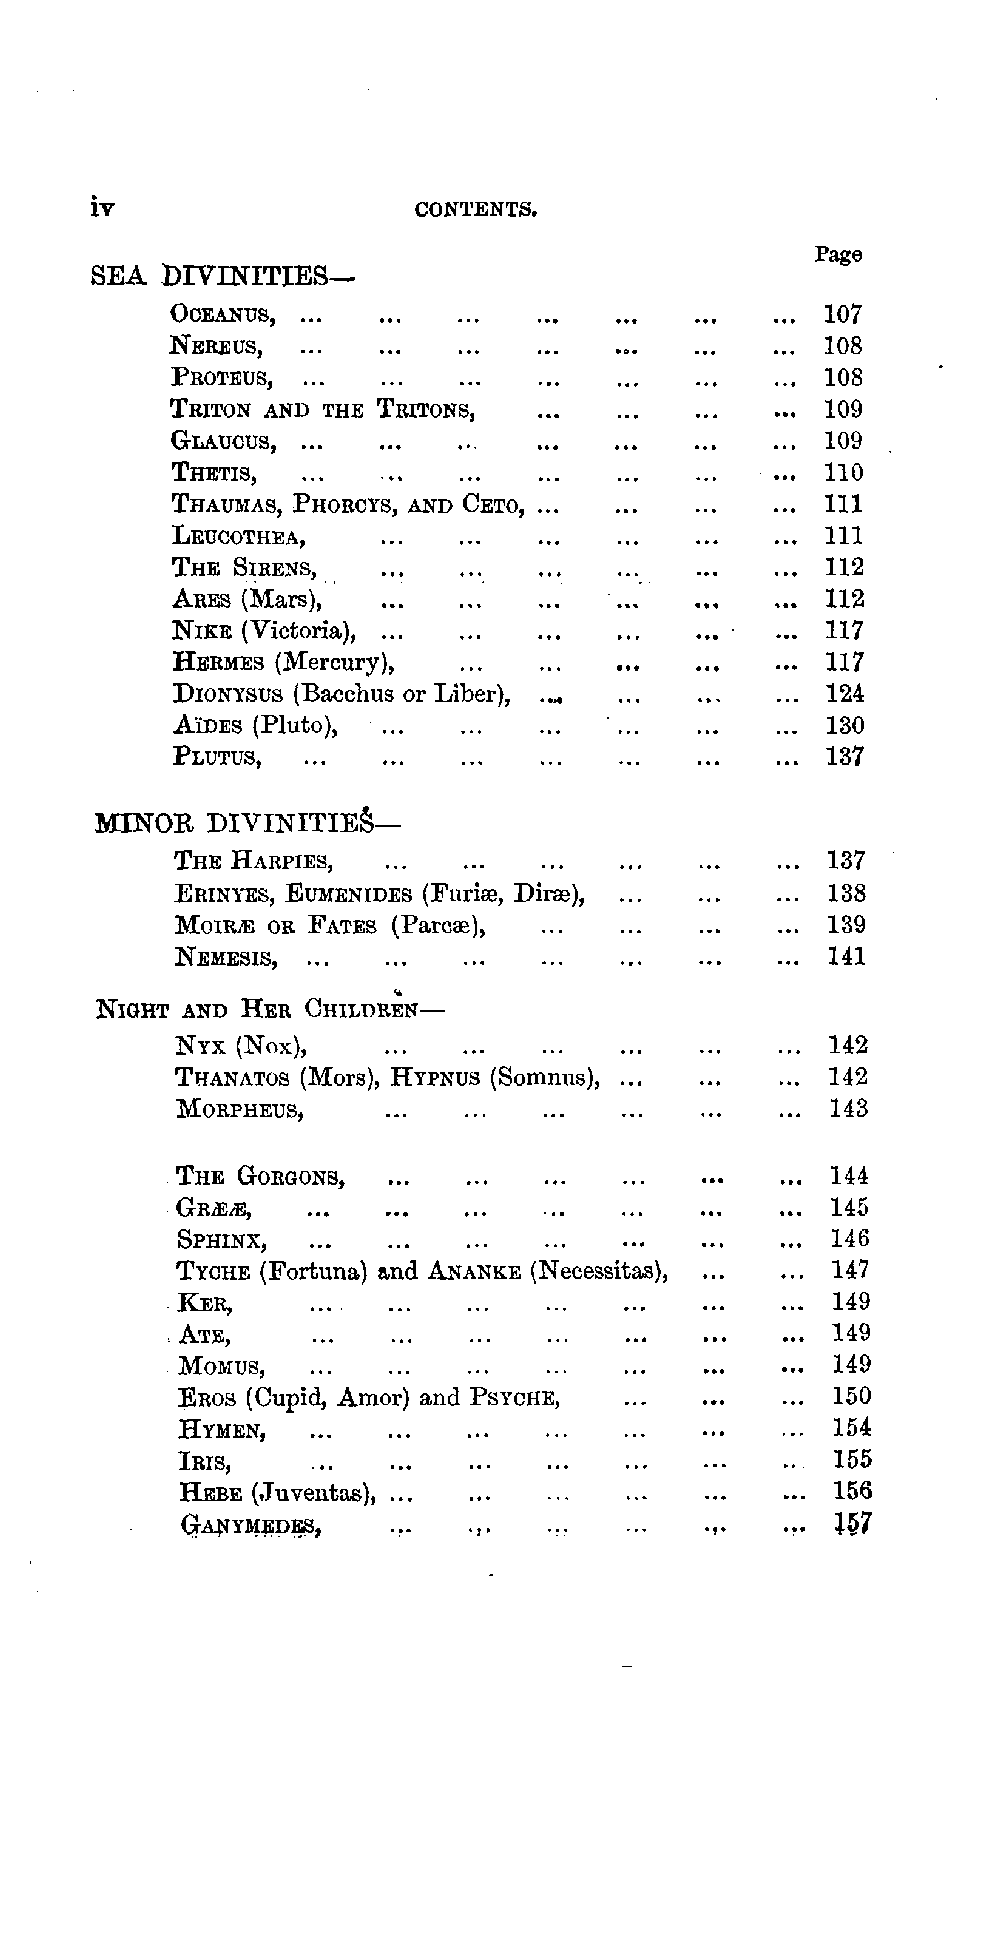 iv CONTENTS.
Page
SEA DIVINITIES—
OCEANUS, ... ... ... ... ... ... ... 107
NEREUS, ... ... ... ... ... ... ... 108
PROTEUS, ... ... ... ... ... ... ... 108
TRITON AND THE TRITONS, ... ... ... ... 109
GLAUCUS, ... ... ... ... ... ... ... 109
THETIS, ... ... ... ... ... ... ... 110
THAUMAS, PHORCYS, AND CETO, ... ... ... ... 111
LEUCOTHEA, ... ... ... ... ... ... 111
THE SIRENS, ... ... ... ... ... ... 112
ARES (Mars), ... ... ... ... ... ... 112
NIKE (Victoria), ... ... ... ... ... ... 117
HERMES (Mercury), ... ... ... ... ... 117
DIONYSUS (Bacchus or Liber), ... ... ... ... 124
AÏDES (Pluto), ... ... ... ... ... ... 130
PLUTUS, ... ... ... ... ... ... ... 137
MINOR DIVINITIES—
THE HARPIES, ... ... ... ... ... ... 137
ERINYES, EUMENIDES (Furiæ, Diræ), ... ... ... 138
MOIRÆ OR FATES (Parcæ), ... ... ... ... 139
NEMESIS, ... ... ... ... ... ... ... 141
NIGHT AND HER CHILDREN—
NYX (Nox), ... ... ... ... ... ... 142
THANATOS (Mors), HYPNUS (Somnus), ... ... ... 142
MORPHEUS, ... ... ... ... ... ... 143
THE GORGONS, ... ... ... ... ... ... 144
GRÆÆ, ... ... ... ... ... ... ... 145
SPHINX, ... ... ... ... ... ... ... 146
TYCHE (Fortuna) and ANANKE (Necessitas), ... ... 147
KER, ... ... ... ... ... ... ... 149
ATE, ... ... ... ... ... ... ... 149
MOMUS, ... ... ... ... ... ... ... 149
EROS (Cupid, Amor) and PSYCHE, ... ... ... 150
HYMEN, ... ... ... ... ... ... ... 154
IRIS, ... ... ... ... ... ... ... 155
HEBE (Juventas), ... ... ... ... ... ... 156
GANYMEDES, ... ... ... ... ... ... 157